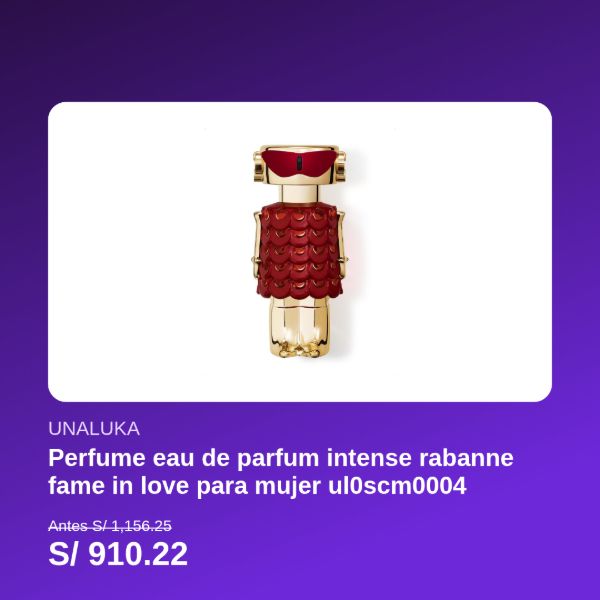 UNALUKA
Perfume eau de parfum intense rabanne
fame in love para mujer ul0scm0004
Antes S/ 1,156.25
S/ 910.22